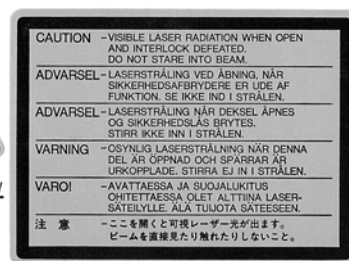 CAUTION -VISIBLE LASER RADIATION WHEN OPEN
AND INTERLOCK DEFEATED.
DO NOT STARE INTO BEAM.
ADVARSEL-LASERSTRÅLING VED ÅBNING, NÅR
SIKKERHEDSAFBRYDERE ER UDE AF
FUNKTION. SE IKKE IND I STRÅLEN.
ADVARSEL-LASERSTRÅLING NÅR DEKSEL ÅPNES
OG SIKKERHEDSLÅS BRYTES.
STIRR IKKE INN I STRÅLEN.
VARNING -OSYNLIG LASERSTRÅLNING NÄR DENNA
DEL ÄR ÖPPNAD OCH SPÄRRAR ÄR
URKOPPLADE. STIRRA EJ IN I STRÅLEN.
VARO! -AVATTAESSA JA SUOJALUKITUS
OHITETTAESSA OLET ALTTIINA LASER-
SÄTEILYLLE. ÄLÄ TUIJOTA SÄTEESEEN.
注 意 -ここを開くと可視レーザー光が出ます。
ビームを直接見たり触れたりしないこと。